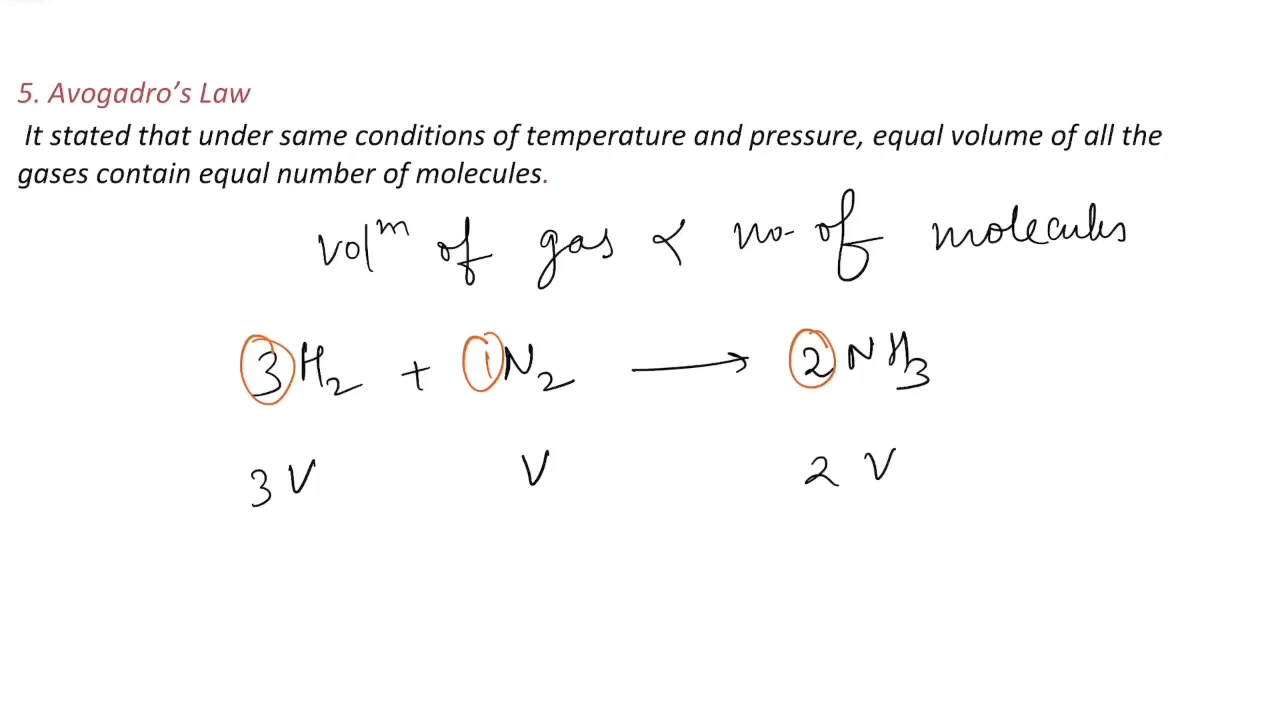 5. Avogadro's Law
It stated that under same conditions of temperature and pressure, equal volume of all the
gases contain equal number of molecules.
volᵐ of gas ∝ no. of molecules
3H₂ + 1N₂ ⟶ 2NH₃
3V V 2V